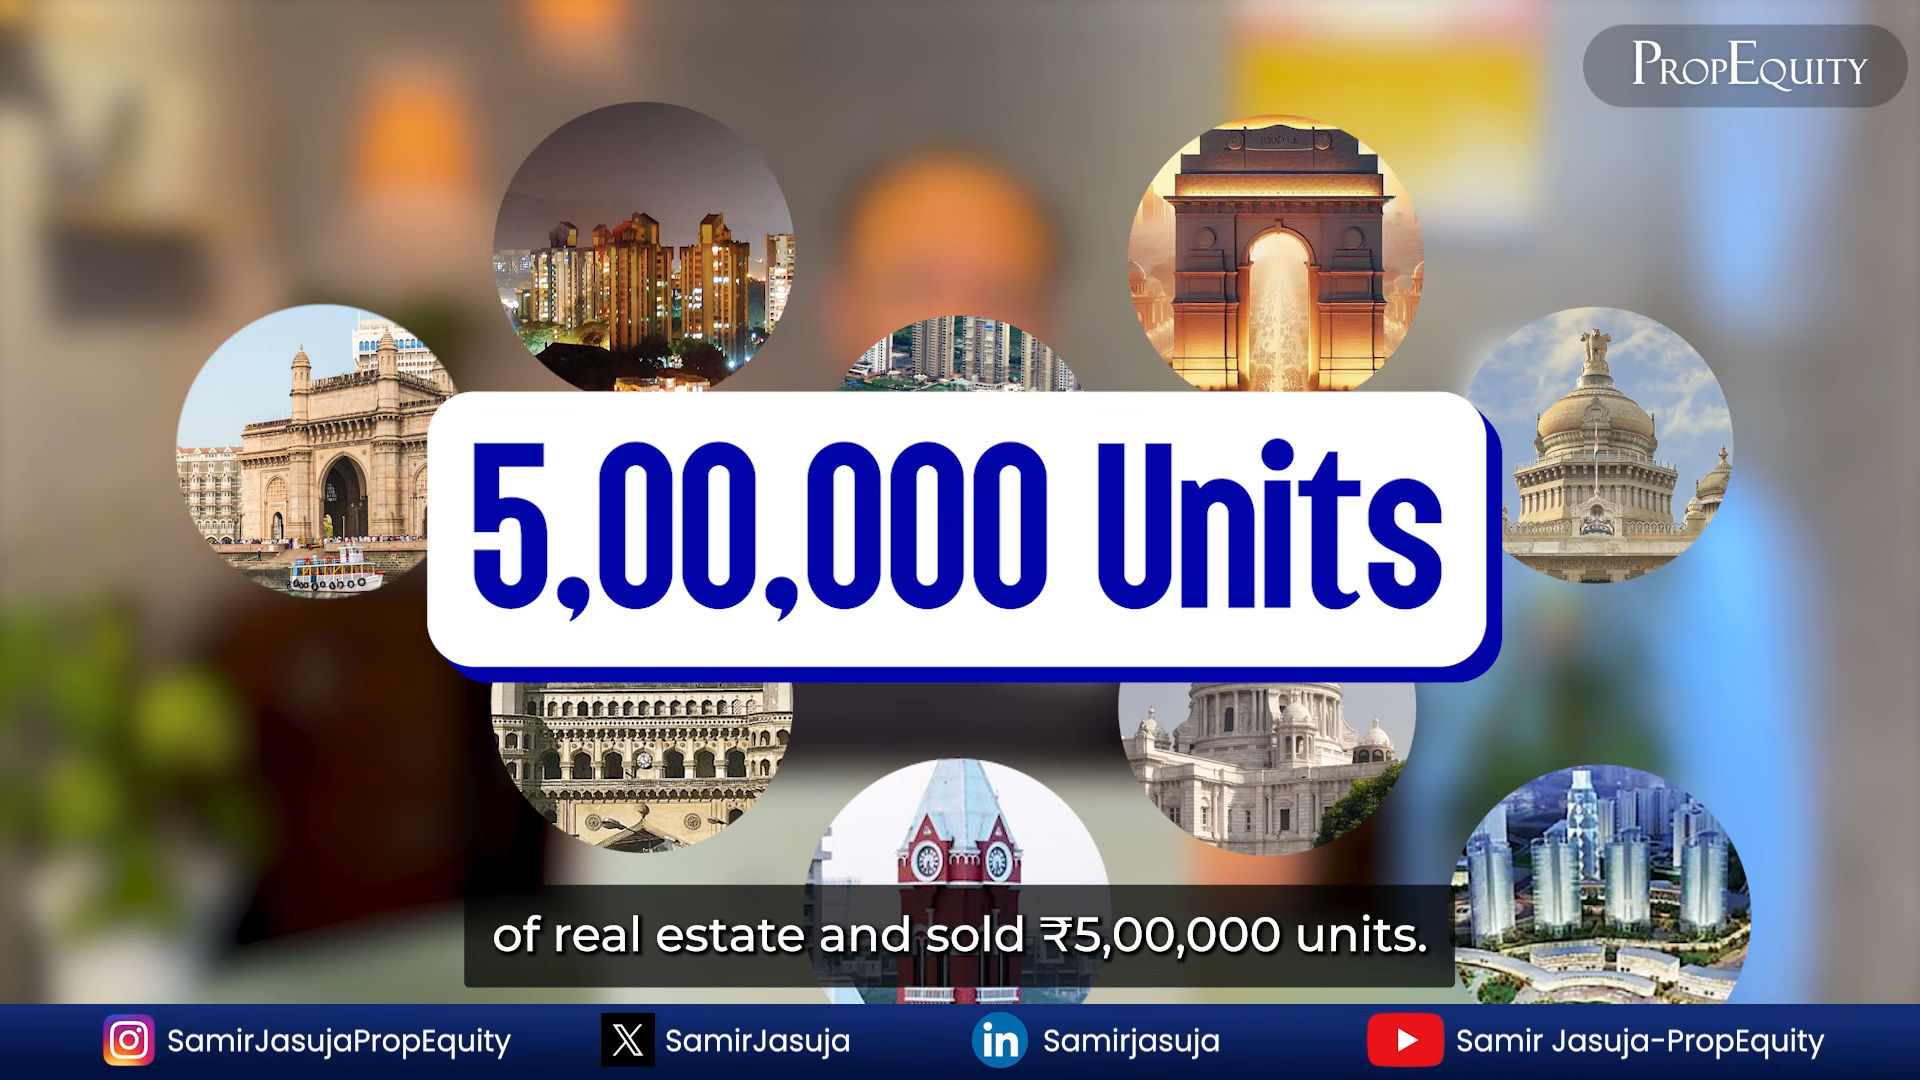 PROPEQUITY
5,00,000 Units
of real estate and sold ₹5,00,000 units.
SamirJasujaPropEquity
SamirJasuja
Samirjasuja
Samir Jasuja-PropEquity